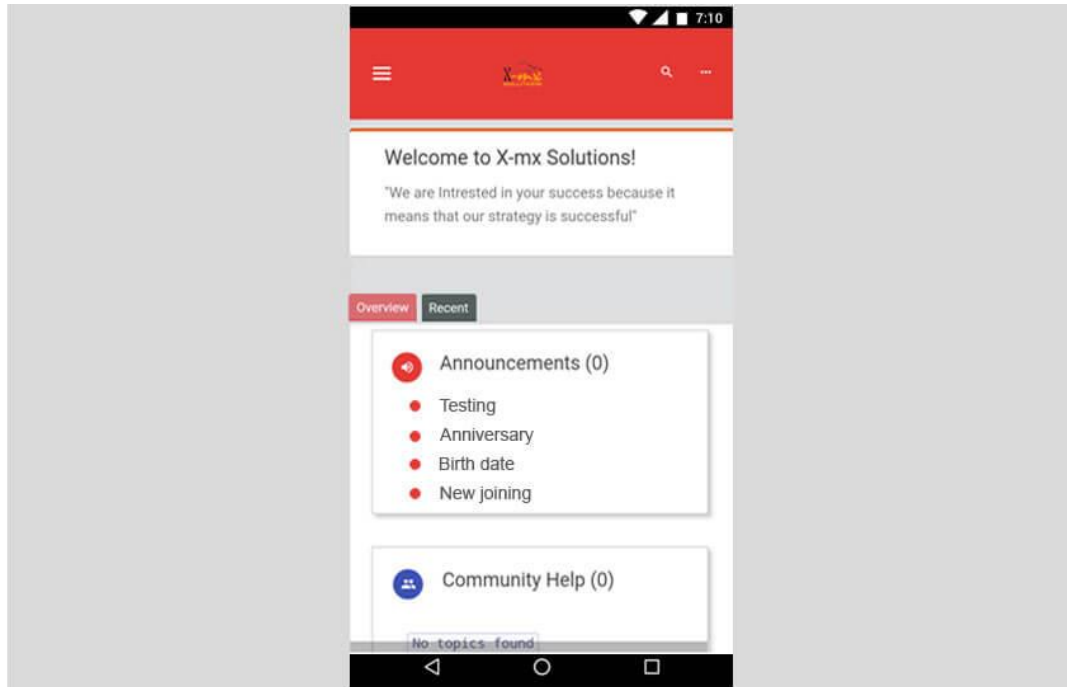 7:10
X-mx
Welcome to X-mx Solutions!
"We are Intrested in your success because it
means that our strategy is successful"
Overview Recent
Announcements (0)
Testing
Anniversary
Birth date
New joining
Community Help (0)
No topics found